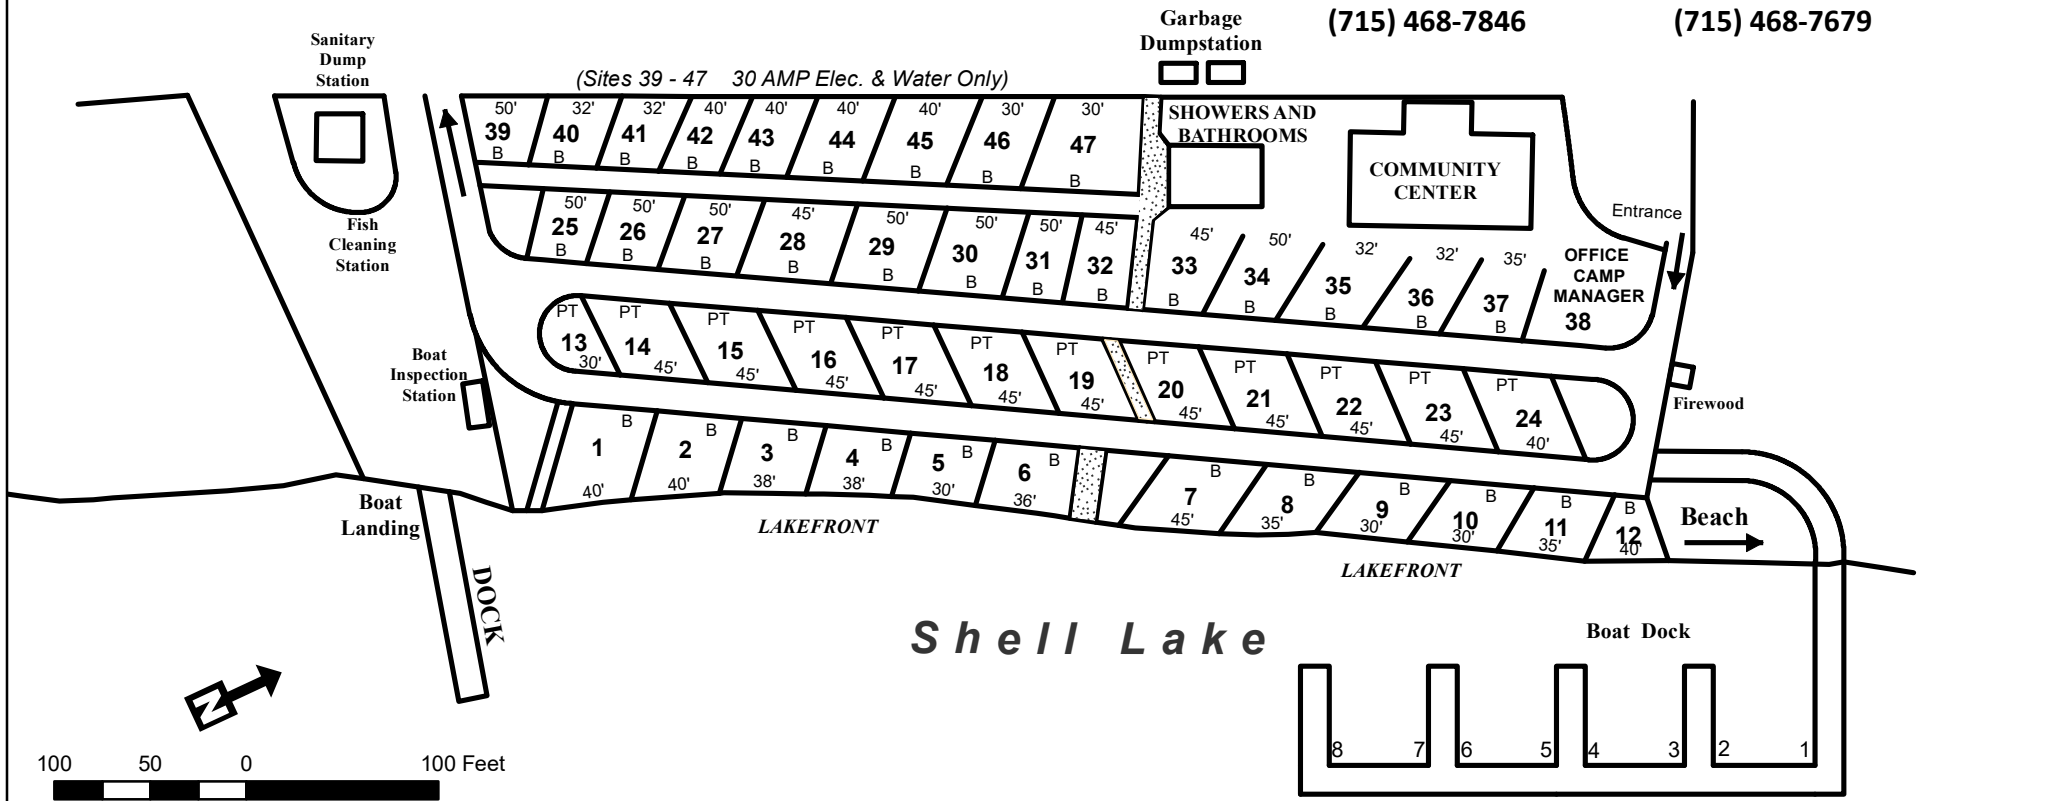 (715) 468-7846 (715) 468-7679
Garbage
Dumpstation
Sanitary
Dump
Station
(Sites 39 - 47 30 AMP Elec. & Water Only)
50' 32' 32' 40' 40' 40' 40' 30' 30'
39 40 41 42 43 44 45 46 47
B B B B B B B B B
SHOWERS AND
BATHROOMS
COMMUNITY
CENTER
Entrance
Fish
Cleaning
Station
50' 50' 50' 45' 50' 50' 50' 45' 45' 50' 32' 32' 35'
25 26 27 28 29 30 31 32 33 34 35 36 37
B B B B B B B B B B B B B
OFFICE
CAMP
MANAGER
38
PT PT PT PT PT PT PT PT PT PT PT PT
13 14 15 16 17 18 19 20 21 22 23 24
30' 45' 45' 45' 45' 45' 45' 45' 45' 45' 45' 40'
Boat
Inspection
Station
Firewood
B B B B B B B B B B B B
1 2 3 4 5 6 7 8 9 10 11 12
40' 40' 38' 38' 30' 36' 45' 35' 30' 30' 35' 40'
Boat
Landing
LAKEFRONT
LAKEFRONT
Beach
DOCK
Shell Lake
Boat Dock
N
8 7 6 5 4 3 2 1
100 50 0 100 Feet